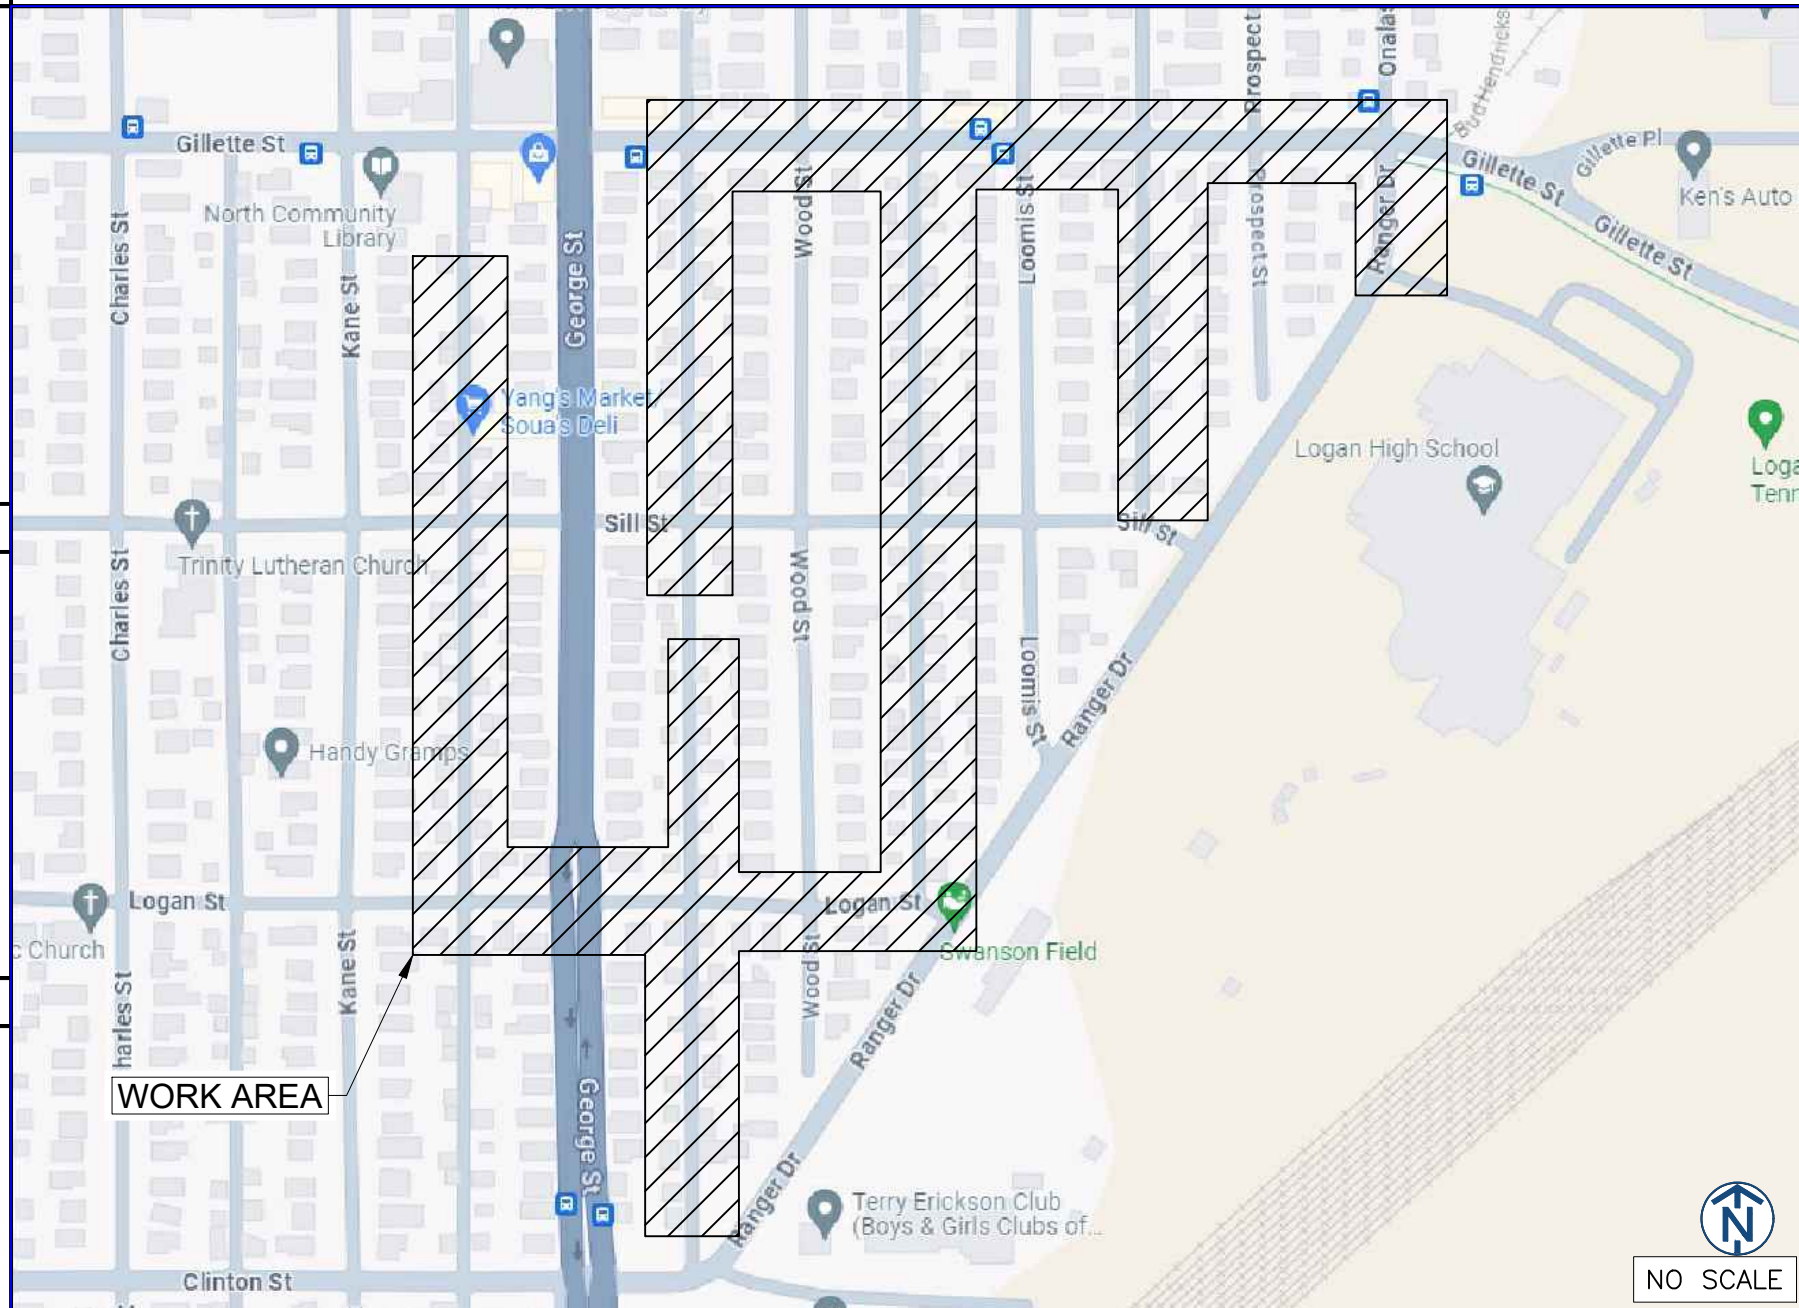 Prospect
Onalas
Bud Hendricks
Gillette St
Wood St
Prospect St
Ranger Dr
Gillette St
Gillette Pl
Ken's Auto
North Community
Library
Charles St
Kane St
George St
Loomis St
Gillette St
Yang's Market/
Soua's Deli
Logan High School
Loga
Tenn
Sill St
Sill St
Trinity Lutheran Church
Charles St
Wood St
Loomis St
Ranger Dr
Handy Gramps
Logan St
Logan St
c Church
Kane St
Wood St
Swanson Field
harles St
Ranger Dr
WORK AREA
George St
Ranger Dr
Terry Erickson Club
(Boys & Girls Clubs of...
Clinton St
N
NO SCALE